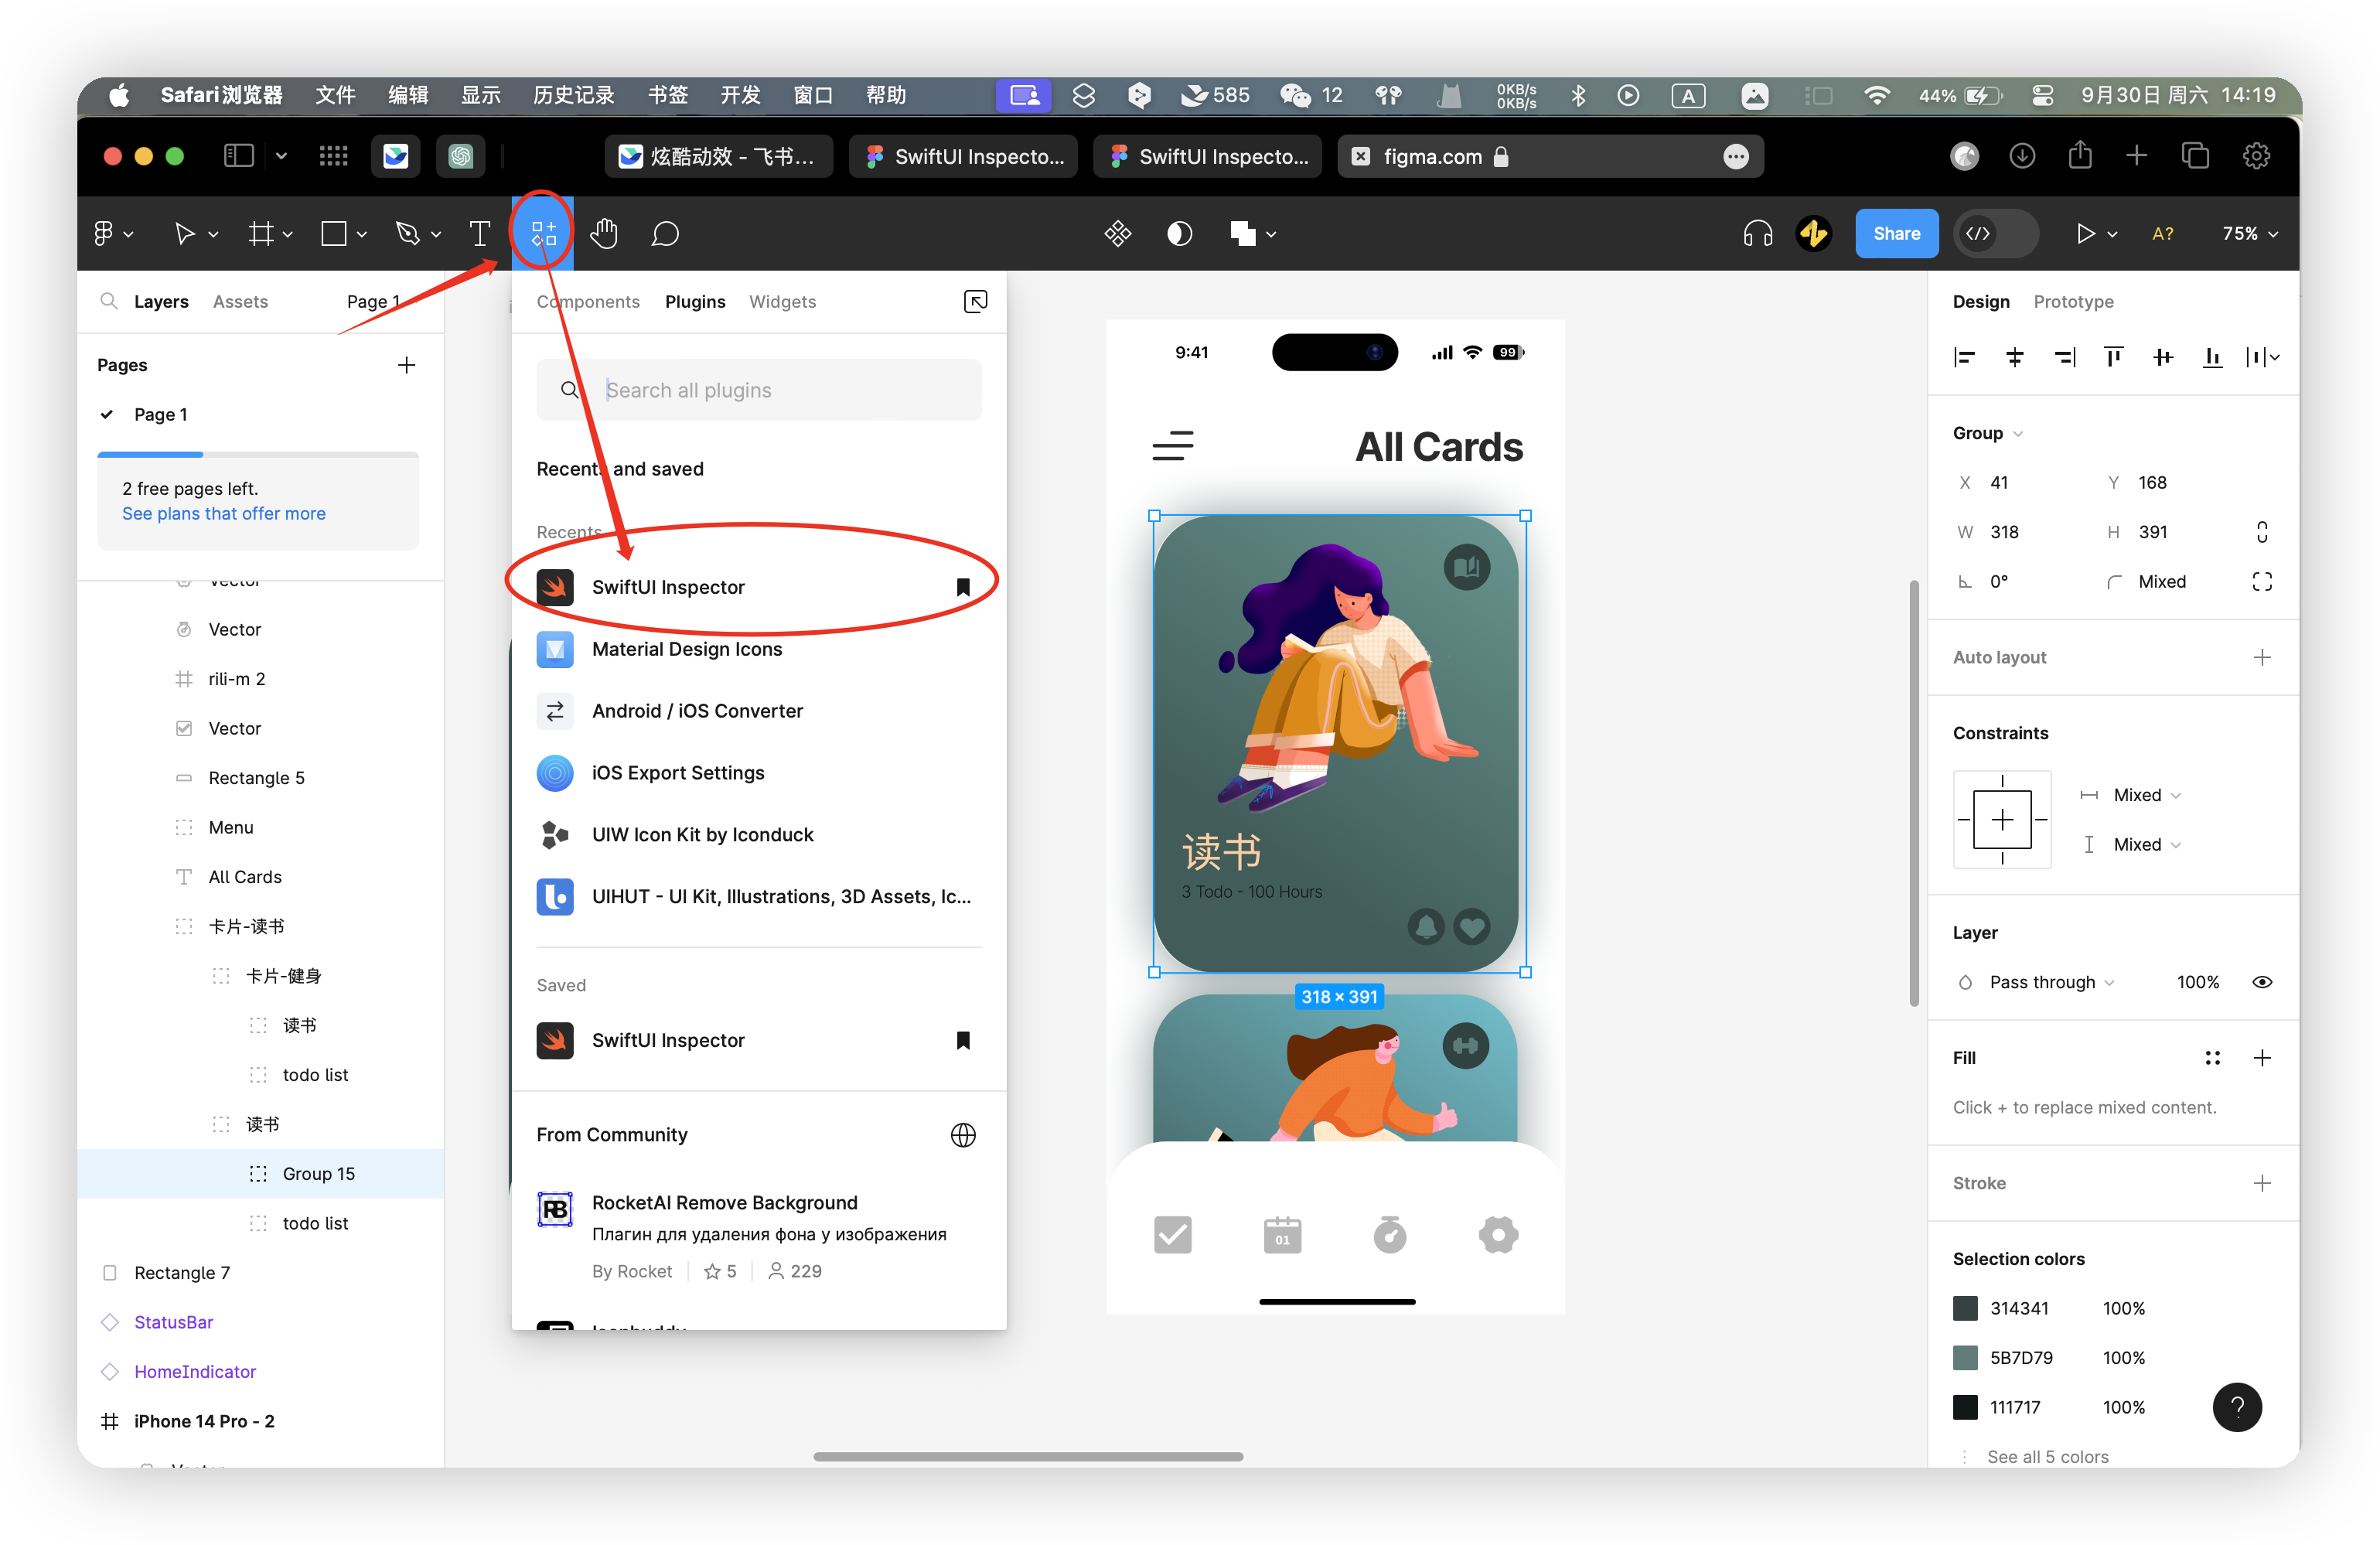 Safari浏览器 文件 编辑 显示 历史记录 书签 开发 窗口 帮助 585 12 0KB/s 0KB/s A 44% 9月30日 周六 14:19
炫酷动效 - 飞书... SwiftUI Inspecto... SwiftUI Inspecto... figma.com
Share A? 75%
Layers Assets Page 1
Pages
Page 1
2 free pages left.
See plans that offer more
Vector
Vector
rili-m 2
Vector
Rectangle 5
Menu
All Cards
卡片-读书
卡片-健身
读书
todo list
读书
Group 15
todo list
Rectangle 7
StatusBar
HomeIndicator
iPhone 14 Pro - 2
Components Plugins Widgets
Search all plugins
Recents and saved
Recents
SwiftUI Inspector
Material Design Icons
Android / iOS Converter
iOS Export Settings
UIW Icon Kit by Iconduck
UIHUT - UI Kit, Illustrations, 3D Assets, Ic...
Saved
SwiftUI Inspector
From Community
RB
RocketAI Remove Background
Плагин для удаления фона у изображения
By Rocket 5 229
9:41 99
All Cards
读书
3 Todo - 100 Hours
318 × 391
01
Design Prototype
Group
X 41 Y 168
W 318 H 391
0° Mixed
Auto layout
Constraints
Mixed
Mixed
Layer
Pass through 100%
Fill
Click + to replace mixed content.
Stroke
Selection colors
314341 100%
5B7D79 100%
111717 100%
See all 5 colors
?